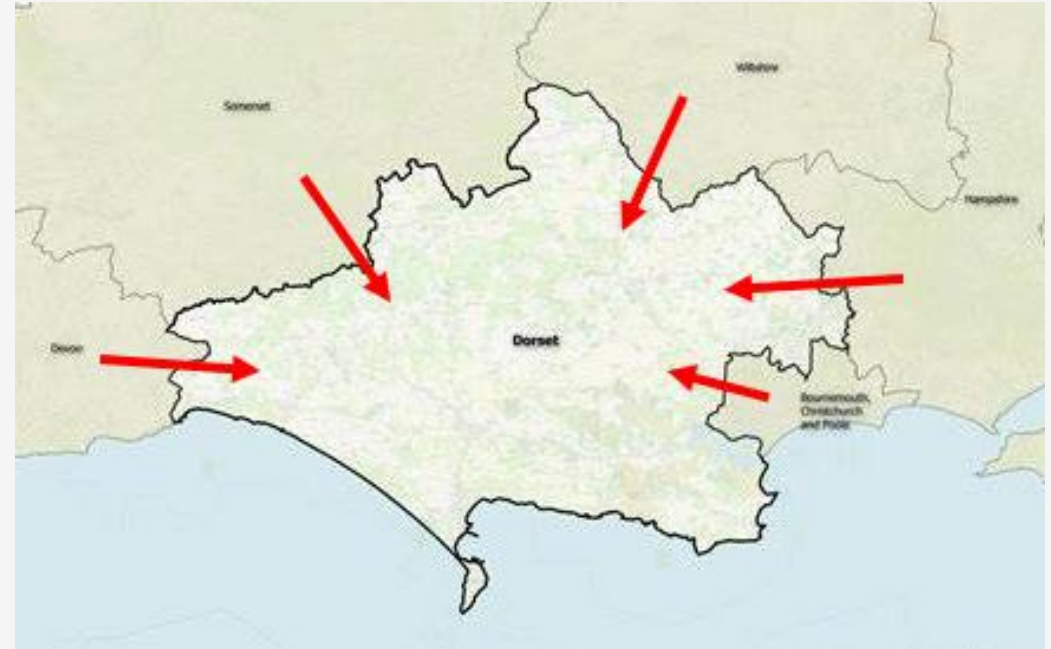 Wiltshire
Somerset
Hampshire
Dorset
Devon
Bournemouth,
Christchurch
and Poole